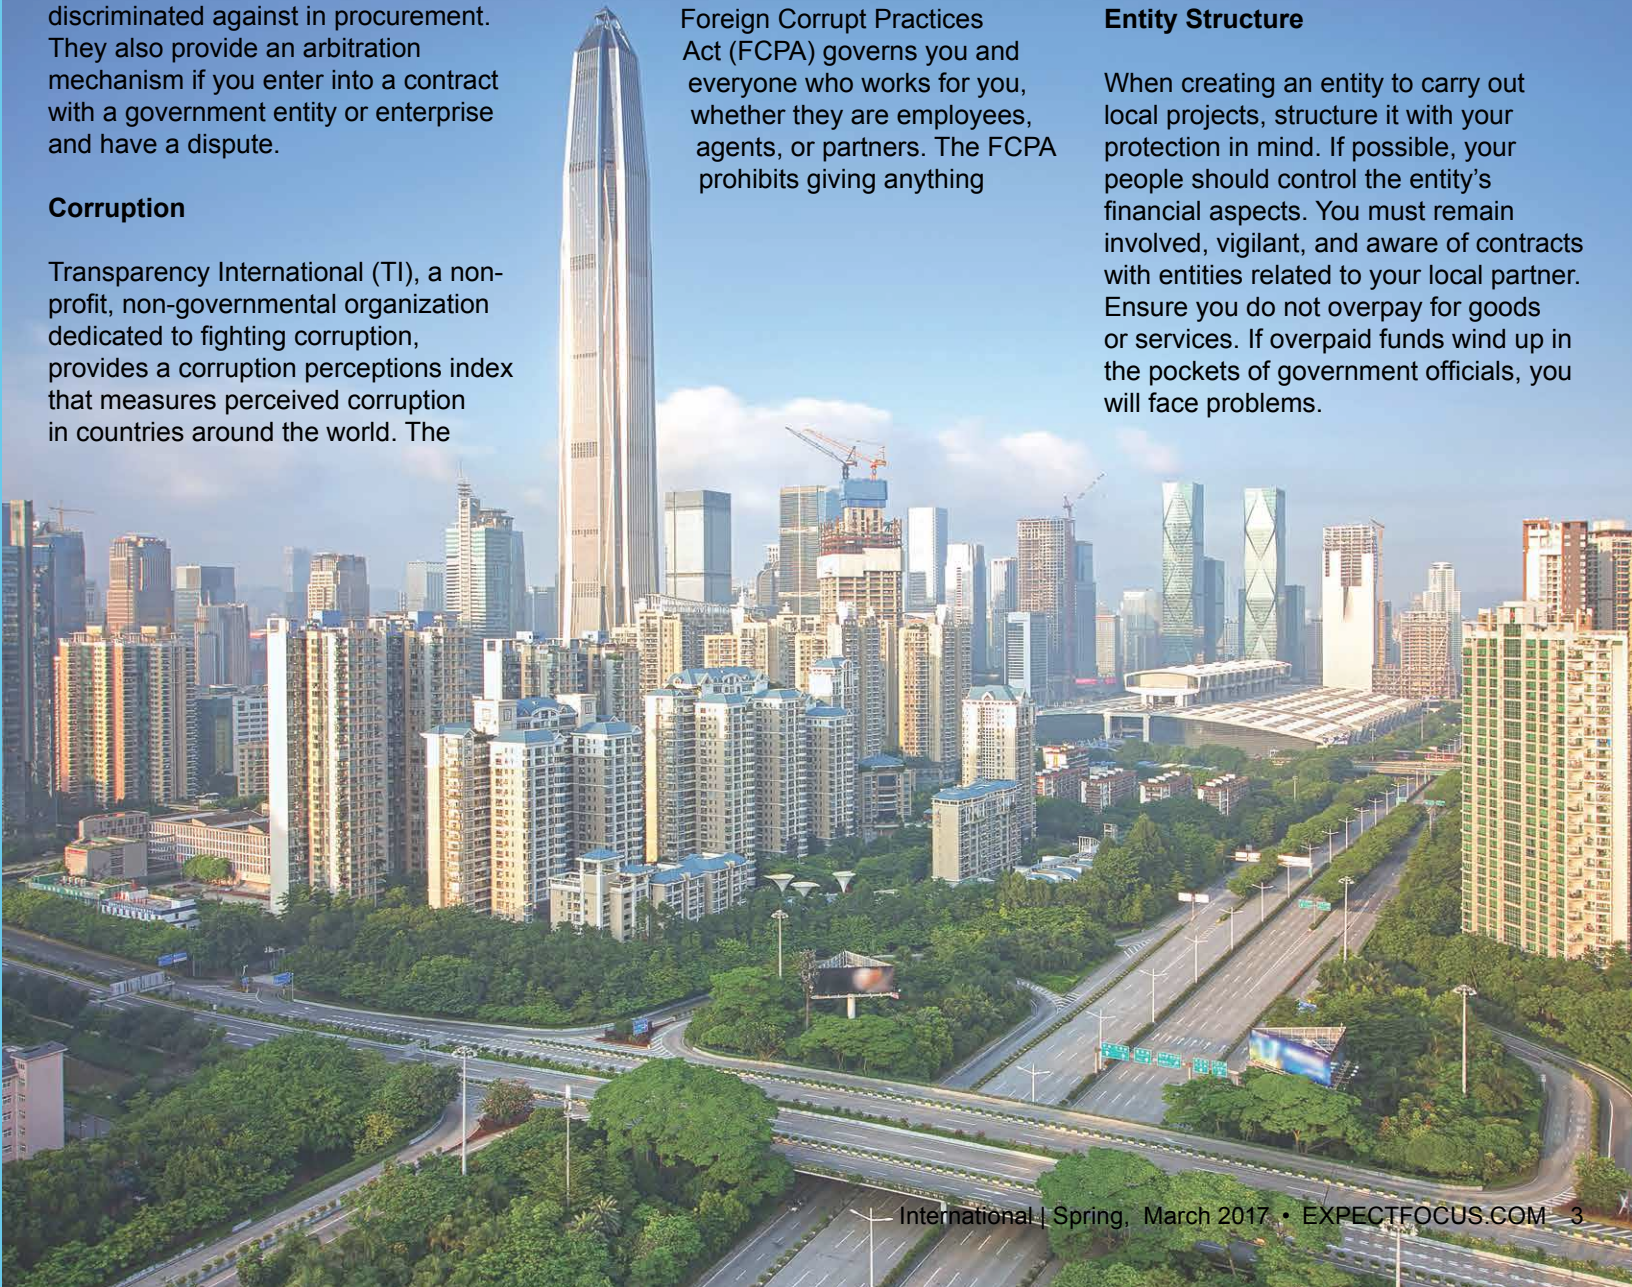 discriminated against in procurement.
They also provide an arbitration
mechanism if you enter into a contract
with a government entity or enterprise
and have a dispute.
Corruption
Transparency International (TI), a non-
profit, non-governmental organization
dedicated to fighting corruption,
provides a corruption perceptions index
that measures perceived corruption
in countries around the world. The
Foreign Corrupt Practices
Act (FCPA) governs you and
everyone who works for you,
whether they are employees,
agents, or partners. The FCPA
prohibits giving anything
Entity Structure
When creating an entity to carry out
local projects, structure it with your
protection in mind. If possible, your
people should control the entity’s
financial aspects. You must remain
involved, vigilant, and aware of contracts
with entities related to your local partner.
Ensure you do not overpay for goods
or services. If overpaid funds wind up in
the pockets of government officials, you
will face problems.
International | Spring, March 2017 • EXPECTFOCUS.COM 3